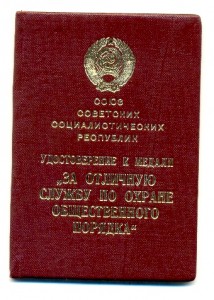 СОЮЗ
СОВЕТСКИХ
СОЦИАЛИСТИЧЕСКИХ
РЕСПУБЛИК
УДОСТОВЕРЕНИЕ К МЕДАЛИ
„ЗА ОТЛИЧНУЮ
СЛУЖБУ ПО ОХРАНЕ
ОБЩЕСТВЕННОГО
ПОРЯДКА“